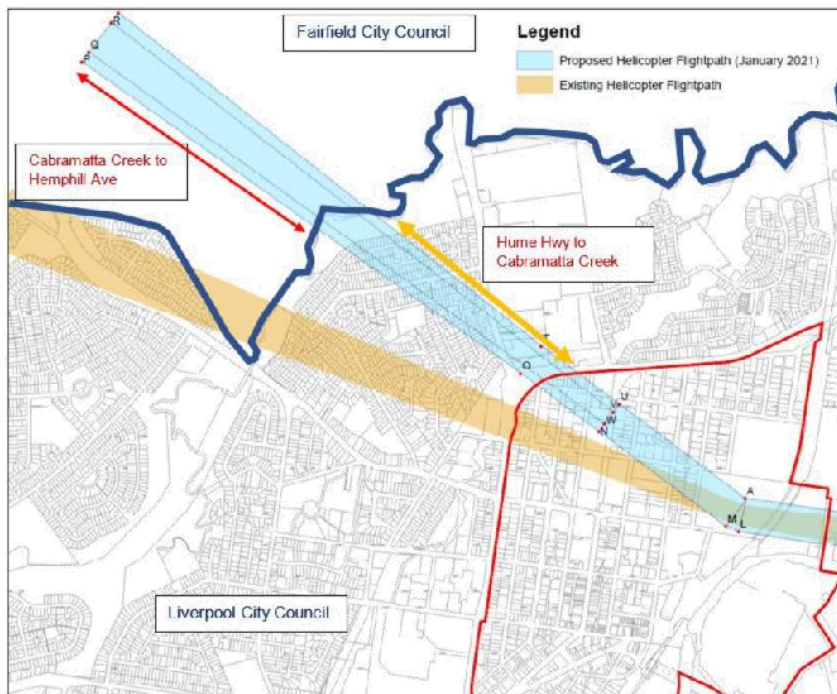 Fairfield City Council
Legend
Proposed Helicopter Flightpath (January 2021)
Existing Helicopter Flightpath
R
Q
P
Cabramatta Creek to
Hemphill Ave
Hume Hwy to
Cabramatta Creek
T
O
U
V
W
N
A
M
L
Liverpool City Council